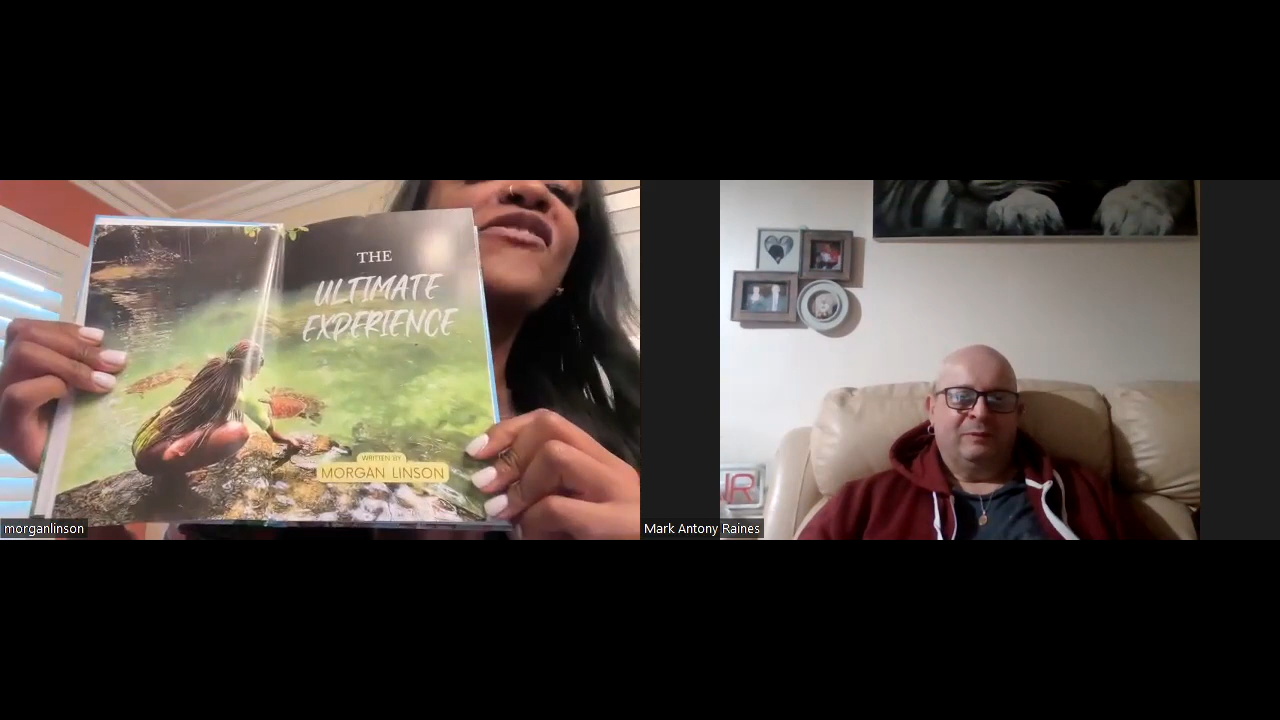 THE
ULTIMATE
EXPERIENCE
WRITTEN BY
MORGAN LINSON
morganlinson
Mark Antony Raines